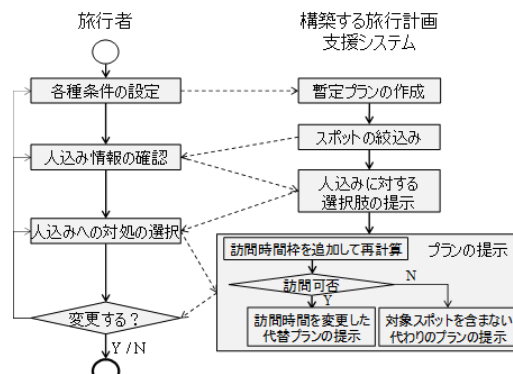 旅行者
構築する旅行計画
支援システム
各種条件の設定
暫定プランの作成
スポットの絞込み
人込み情報の確認
人込みに対する
選択肢の提示
人込みへの対処の選択
プランの提示
訪問時間枠を追加して再計算
訪問可否
N
Y
変更する？
訪問時間を変更した
代替プランの提示
対象スポットを含まない
代わりのプランの提示
Y / N